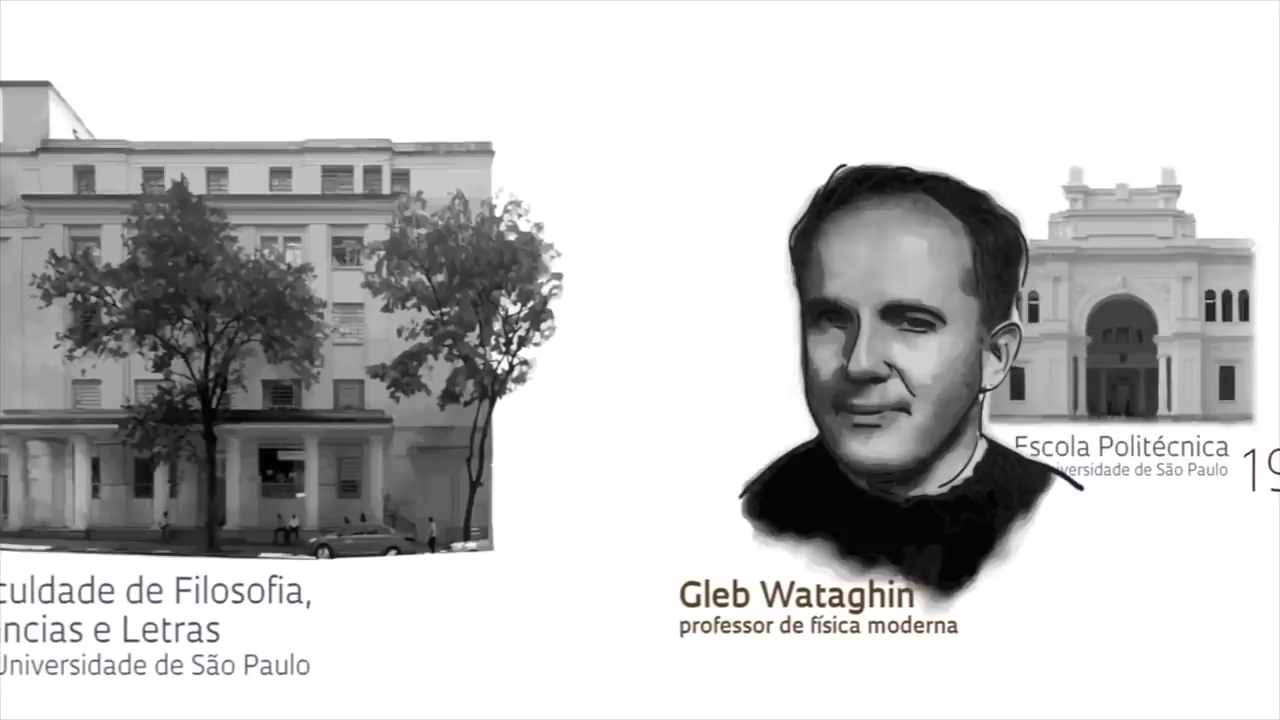 culdade de Filosofia,
ncias e Letras
Universidade de São Paulo
Gleb Wataghin
professor de física moderna
Escola Politécnica
versidade de São Paulo
19